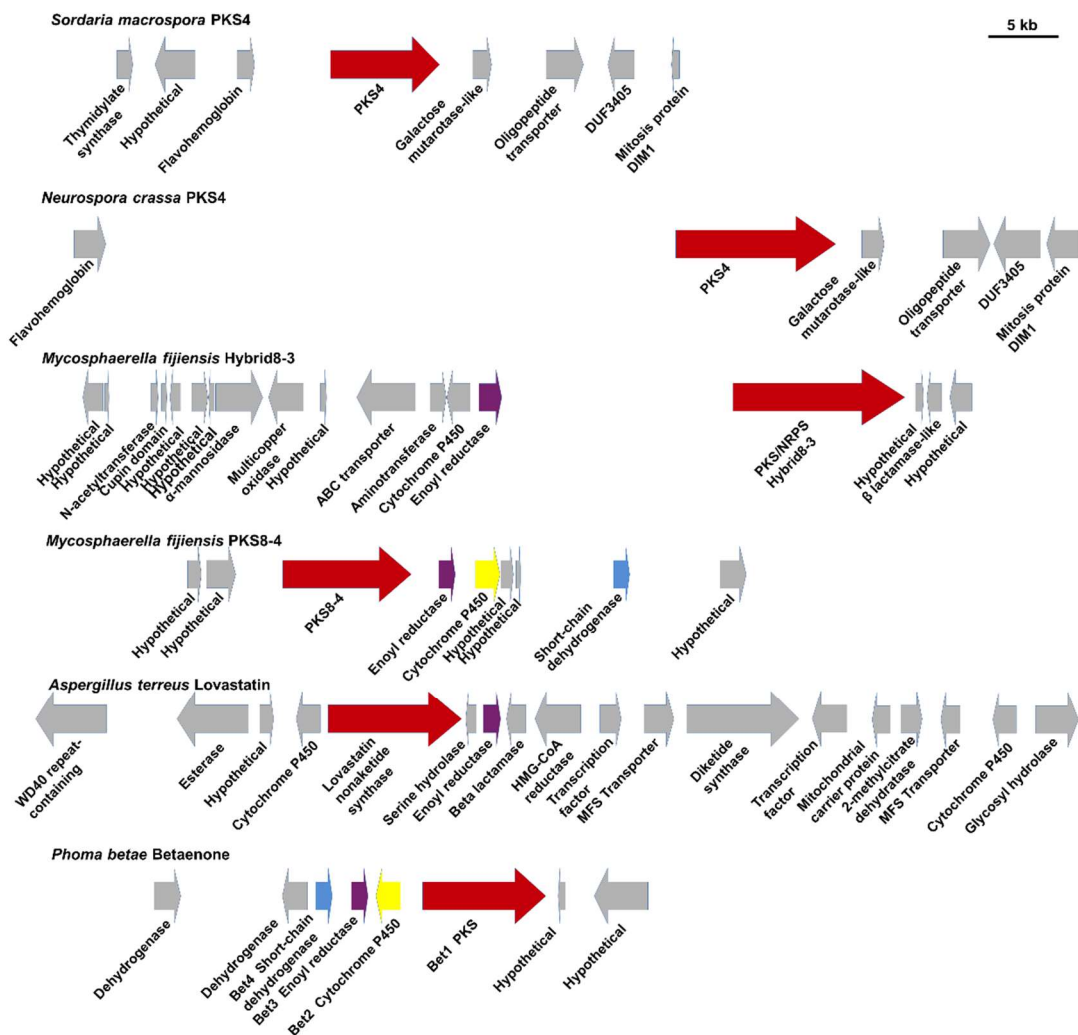 Sordaria macrospora PKS4
5 kb
Thymidylate
synthase
Hypothetical
Flavohemoglobin
PKS4
Galactose
mutarotase-like
Oligopeptide
transporter
DUF3405
Mitosis protein
DIM1
Neurospora crassa PKS4
Flavohemoglobin
PKS4
Galactose
mutarotase-like
Oligopeptide
transporter
DUF3405
Mitosis protein
DIM1
Mycosphaerella fijiensis Hybrid8-3
Hypothetical
Hypothetical
N-acetyltransferase
Cupin domain
Hypothetical
Hypothetical
Hypothetical
α-mannosidase
Multicopper
oxidase
Hypothetical
ABC transporter
Aminotransferase
Cytochrome P450
Enoyl reductase
PK/NRPS
Hybrid8-3
Hypothetical
β lactamase-like
Hypothetical
Mycosphaerella fijiensis PKS8-4
Hypothetical
Hypothetical
PKS8-4
Enoyl reductase
Cytochrome P450
Hypothetical
Hypothetical
Short-chain
dehydrogenase
Hypothetical
Aspergillus terreus Lovastatin
WD40 repeat-
containing
Esterase
Hypothetical
Cytochrome P450
Lovastatin
nonaketide
synthase
Serine hydrolase
Enoyl reductase
Beta lactamase
HMG-CoA
reductase
Transcription
factor
MFS Transporter
Diketide
synthase
Transcription
factor
Mitochondrial
carrier protein
2-methylcitrate
dehydratase
MFS Transporter
Cytochrome P450
Glycosyl hydrolase
Phoma betae Betaenone
Dehydrogenase
Dehydrogenase
Bet4 Short-chain
dehydrogenase
Bet3 Enoyl reductase
Bet2 Cytochrome P450
Bet1 PKS
Hypothetical
Hypothetical